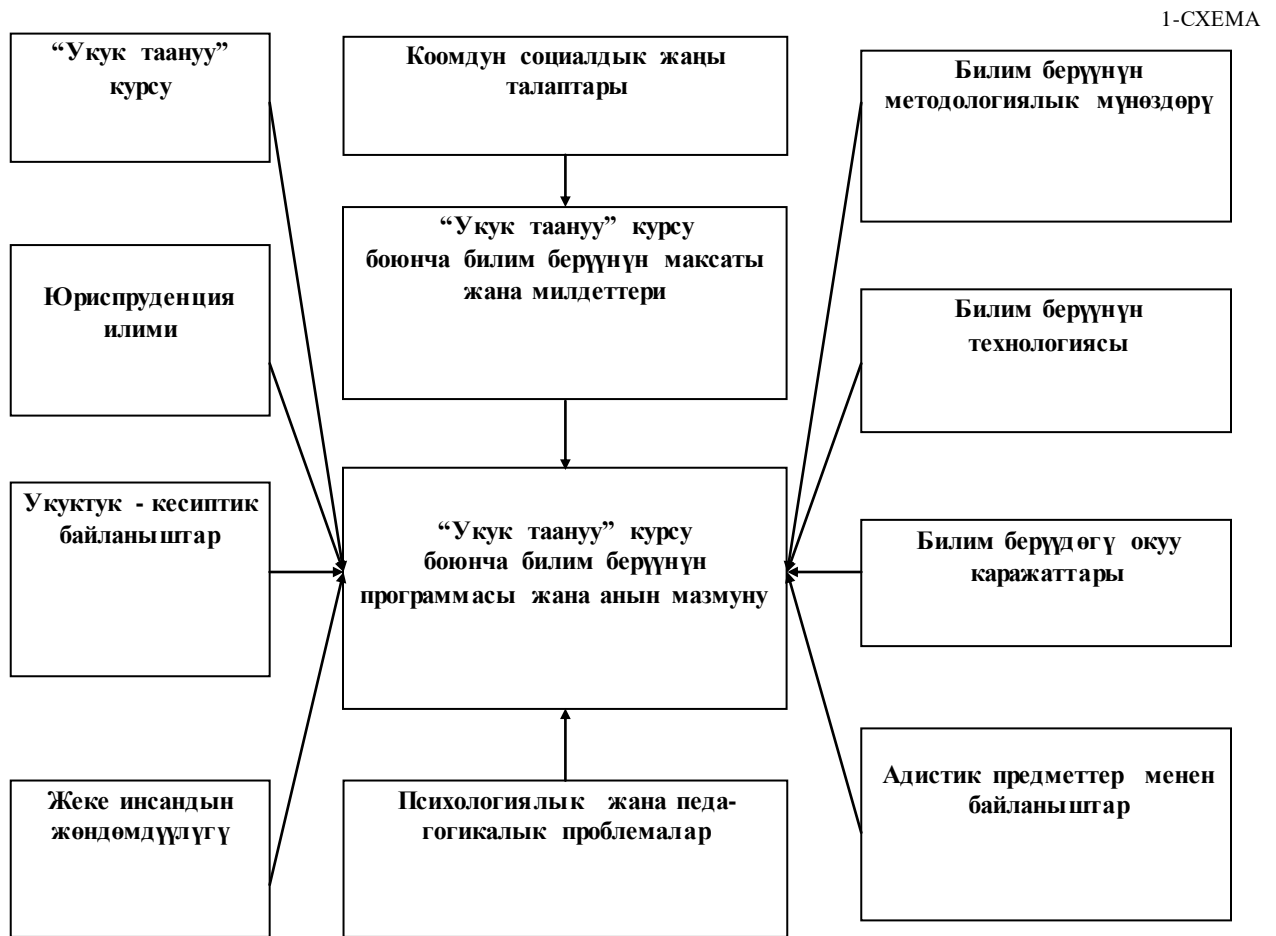 1-СХЕМА
“Укук таануу”
курсу
Коомдун социалдык жаңы
талаптары
Билим берүүнүн
методологиялык мүнөздөрү
“Укук таануу” курсу
боюнча билим берүүнүн максаты
жана милдеттери
Юриспруденция
илими
Билим берүүнүн
технологиясы
Укуктук - кесиптик
байланыштар
“Укук таануу” курсу
боюнча билим берүүнүн
программасы жана анын мазмуну
Билим берүүдөгү окуу
каражаттары
Жеке инсандын
жөндөмдүүлүгү
Психологиялык жана педа-
гогикалык проблемалар
Адистик предметтер менен
байланыштар